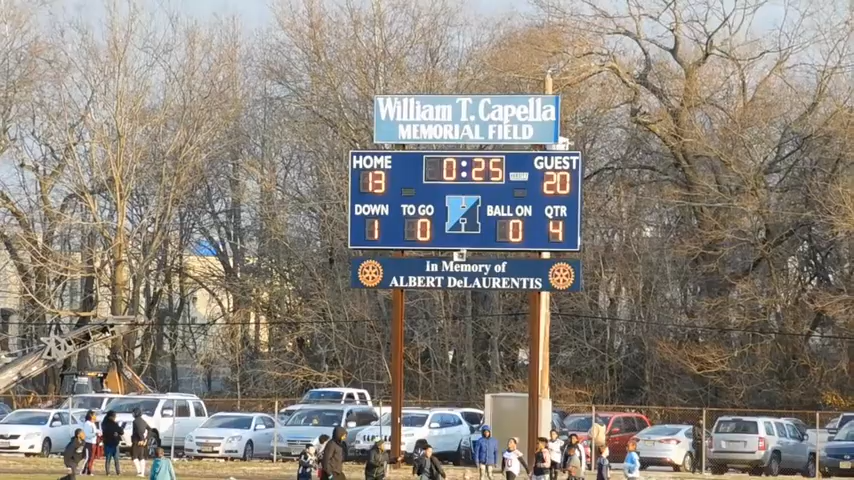 William T. Capella
MEMORIAL FIELD
HOME 0:25 GUEST
13 20
DOWN TO GO H BALL ON QTR
1 0 0 4
In Memory of
ALBERT DeLAURENTIS